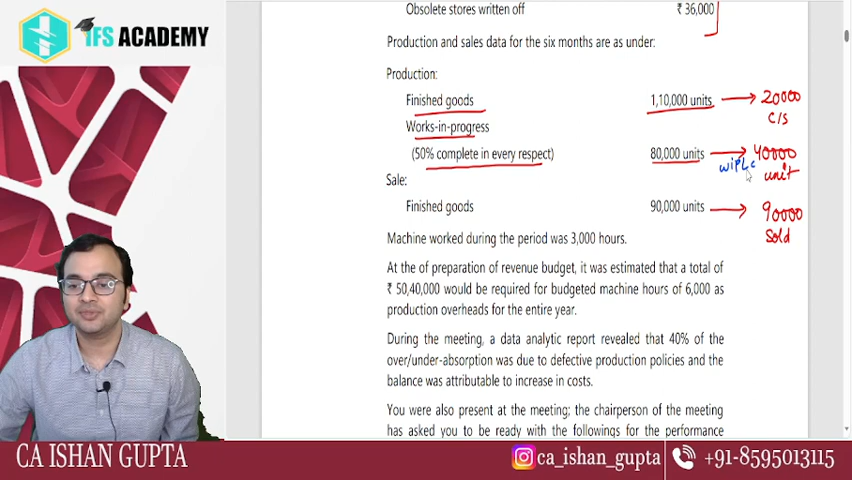 IFS ACADEMY
Obsolete stores written off ₹ 36,000
Production and sales data for the six months are as under:
Production:
Finished goods 1,10,000 units → 20000
c/s
Works-in-progress
(50% complete in every respect) 80,000 units → 40000
WIPLC unit
Sale:
Finished goods 90,000 units → 90000
Sold
Machine worked during the period was 3,000 hours.
At the of preparation of revenue budget, it was estimated that a total of
₹ 50,40,000 would be required for budgeted machine hours of 6,000 as
production overheads for the entire year.
During the meeting, a data analytic report revealed that 40% of the
over/under-absorption was due to defective production policies and the
balance was attributable to increase in costs.
You were also present at the meeting; the chairperson of the meeting
has asked you to be ready with the followings for the performance
CA ISHAN GUPTA
ca_ishan_gupta
+91-8595013115